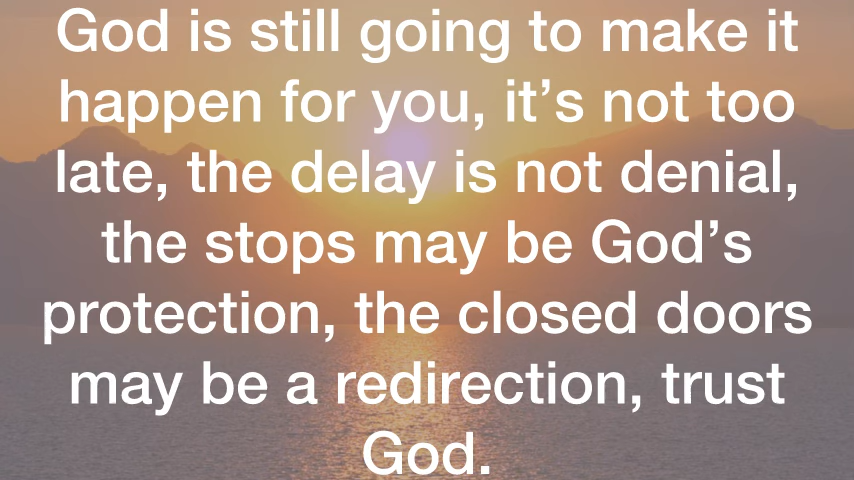 God is still going to make it
happen for you, it’s not too
late, the delay is not denial,
the stops may be God’s
protection, the closed doors
may be a redirection, trust
God.